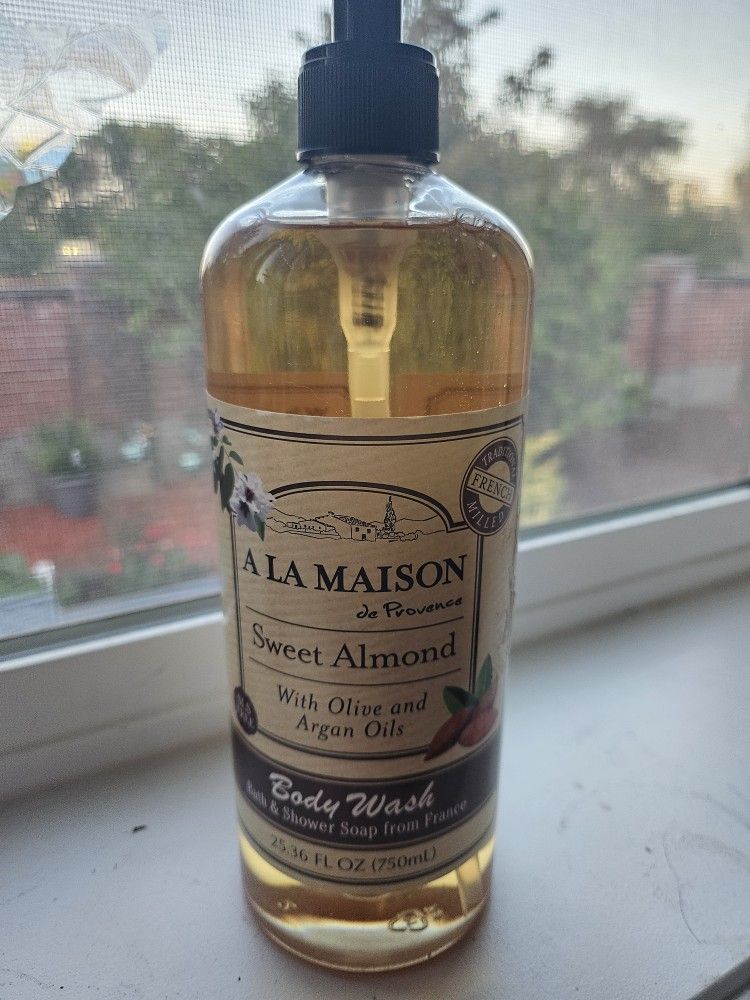 TRADITIONAL
FRENCH
MILLED
A LA MAISON
de Provence
Sweet Almond
With Olive and
Argan Oils
Body Wash
Bath & Shower Soap from France
25.36 FL OZ (750mL)